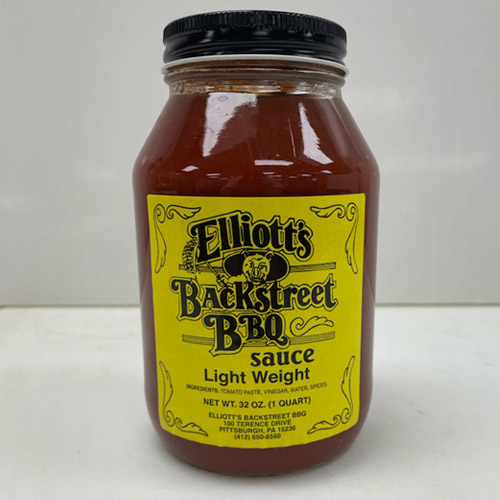 Elliott's
Backstreet
BBQ
sauce
Light Weight
INGREDIENTS: TOMATO PASTE, VINEGAR, WATER, SPICES.
NET WT. 32 OZ. (1 QUART)
ELLIOTT'S BACKSTREET BBQ
100 TERENCE DRIVE
PITTSBURGH, PA 15236
(412) 650-8560